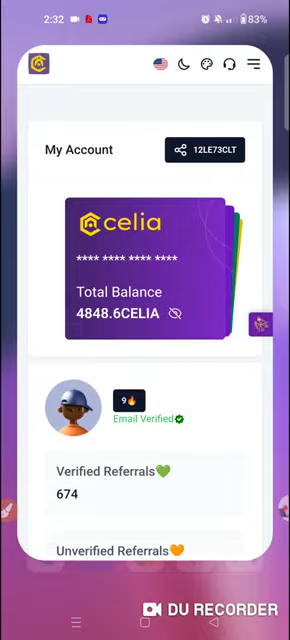 2:32
83%
My Account
12LE73CLT
celia
**** **** **** ****
Total Balance
4848.6CELIA
9🔥
Email Verified
Verified Referrals💚
674
Unverified Referrals🧡
DU RECORDER